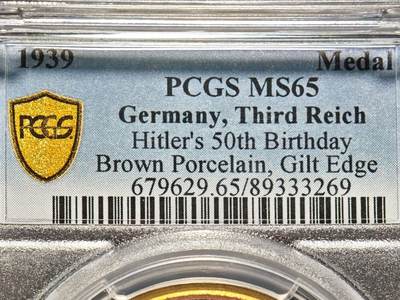 1939 Medal
PCGS MS65
Germany, Third Reich
PCGS
Hitler's 50th Birthday
Brown Porcelain, Gilt Edge
679629.65/89333269